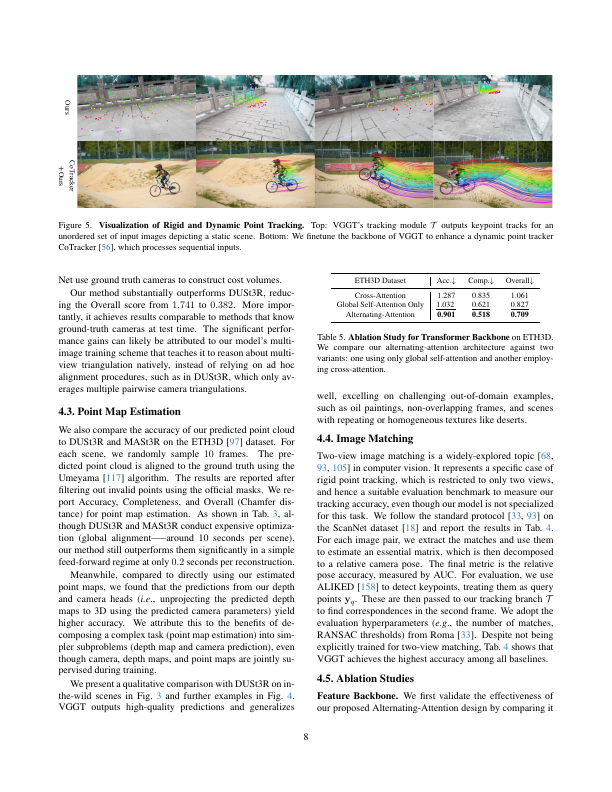 Ours
CoTracker
+Ours
Figure 5. Visualization of Rigid and Dynamic Point Tracking. Top: VGGT’s tracking module 𝒯 outputs keypoint tracks for an
unordered set of input images depicting a static scene. Bottom: We finetune the backbone of VGGT to enhance a dynamic point tracker
CoTracker [56], which processes sequential inputs.
Net use ground truth cameras to construct cost volumes.
Our method substantially outperforms DUSt3R, reduc-
ing the Overall score from 1.741 to 0.382. More impor-
tantly, it achieves results comparable to methods that know
ground-truth cameras at test time. The significant perfor-
mance gains can likely be attributed to our model’s multi-
image training scheme that teaches it to reason about multi-
view triangulation natively, instead of relying on ad hoc
alignment procedures, such as in DUSt3R, which only av-
erages multiple pairwise camera triangulations.
4.3. Point Map Estimation
We also compare the accuracy of our predicted point cloud
to DUSt3R and MASt3R on the ETH3D [97] dataset. For
each scene, we randomly sample 10 frames. The pre-
dicted point cloud is aligned to the ground truth using the
Umeyama [117] algorithm. The results are reported after
filtering out invalid points using the official masks. We re-
port Accuracy, Completeness, and Overall (Chamfer dis-
tance) for point map estimation. As shown in Tab. 3, al-
though DUSt3R and MASt3R conduct expensive optimiza-
tion (global alignment——around 10 seconds per scene),
our method still outperforms them significantly in a simple
feed-forward regime at only 0.2 seconds per reconstruction.
Meanwhile, compared to directly using our estimated
point maps, we found that the predictions from our depth
and camera heads (i.e., unprojecting the predicted depth
maps to 3D using the predicted camera parameters) yield
higher accuracy. We attribute this to the benefits of de-
composing a complex task (point map estimation) into sim-
pler subproblems (depth map and camera prediction), even
though camera, depth maps, and point maps are jointly su-
pervised during training.
We present a qualitative comparison with DUSt3R on in-
the-wild scenes in Fig. 3 and further examples in Fig. 4.
VGGT outputs high-quality predictions and generalizes
ETH3D Dataset Acc.↓ Comp.↓ Overall↓
Cross-Attention 1.287 0.835 1.061
Global Self-Attention Only 1.032 0.621 0.827
Alternating-Attention 0.901 0.518 0.709
Table 5. Ablation Study for Transformer Backbone on ETH3D.
We compare our alternating-attention architecture against two
variants: one using only global self-attention and another employ-
ing cross-attention.
well, excelling on challenging out-of-domain examples,
such as oil paintings, non-overlapping frames, and scenes
with repeating or homogeneous textures like deserts.
4.4. Image Matching
Two-view image matching is a widely-explored topic [68,
93, 105] in computer vision. It represents a specific case of
rigid point tracking, which is restricted to only two views,
and hence a suitable evaluation benchmark to measure our
tracking accuracy, even though our model is not specialized
for this task. We follow the standard protocol [33, 93] on
the ScanNet dataset [18] and report the results in Tab. 4.
For each image pair, we extract the matches and use them
to estimate an essential matrix, which is then decomposed
to a relative camera pose. The final metric is the relative
pose accuracy, measured by AUC. For evaluation, we use
ALIKED [158] to detect keypoints, treating them as query
points y_q. These are then passed to our tracking branch 𝒯
to find correspondences in the second frame. We adopt the
evaluation hyperparameters (e.g., the number of matches,
RANSAC thresholds) from Roma [33]. Despite not being
explicitly trained for two-view matching, Tab. 4 shows that
VGGT achieves the highest accuracy among all baselines.
4.5. Ablation Studies
Feature Backbone. We first validate the effectiveness of
our proposed Alternating-Attention design by comparing it
8